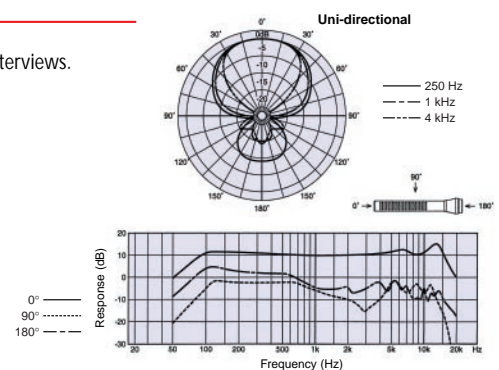 Uni-directional
terviews.
0°
30° 30°
60° 60°
90° 90°
120° 120°
150° 150°
180°
0dB
-5
-10
-15
-20
250 Hz
1 kHz
4 kHz
90°
0° 180°
Response (dB)
20
10
0
-10
-20
-30
0°
90°
180°
20 50 100 200 500 1k 2k 5k 10k 20k Hz
Frequency (Hz)